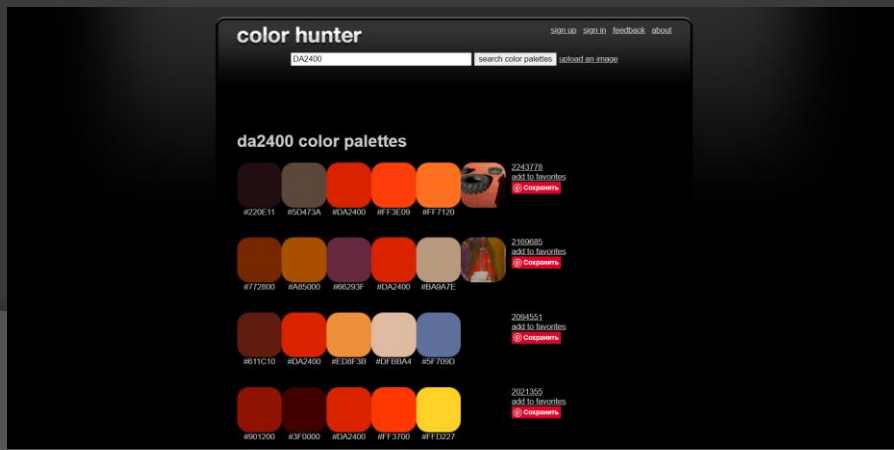 color hunter
sign up sign in feedback about
DA2400 search color palettes upload an image
da2400 color palettes
2243778
add to favorites
Сохранить
#220E11 #5D473A #DA2400 #FF3E09 #FF7120
2169685
add to favorites
Сохранить
#772800 #A85000 #66293F #DA2400 #BA9A7E
2094551
add to favorites
Сохранить
#611C10 #DA2400 #ED8F3B #DFBBA4 #5F709D
2021355
add to favorites
Сохранить
#901200 #3F0000 #DA2400 #FF3700 #FFD227